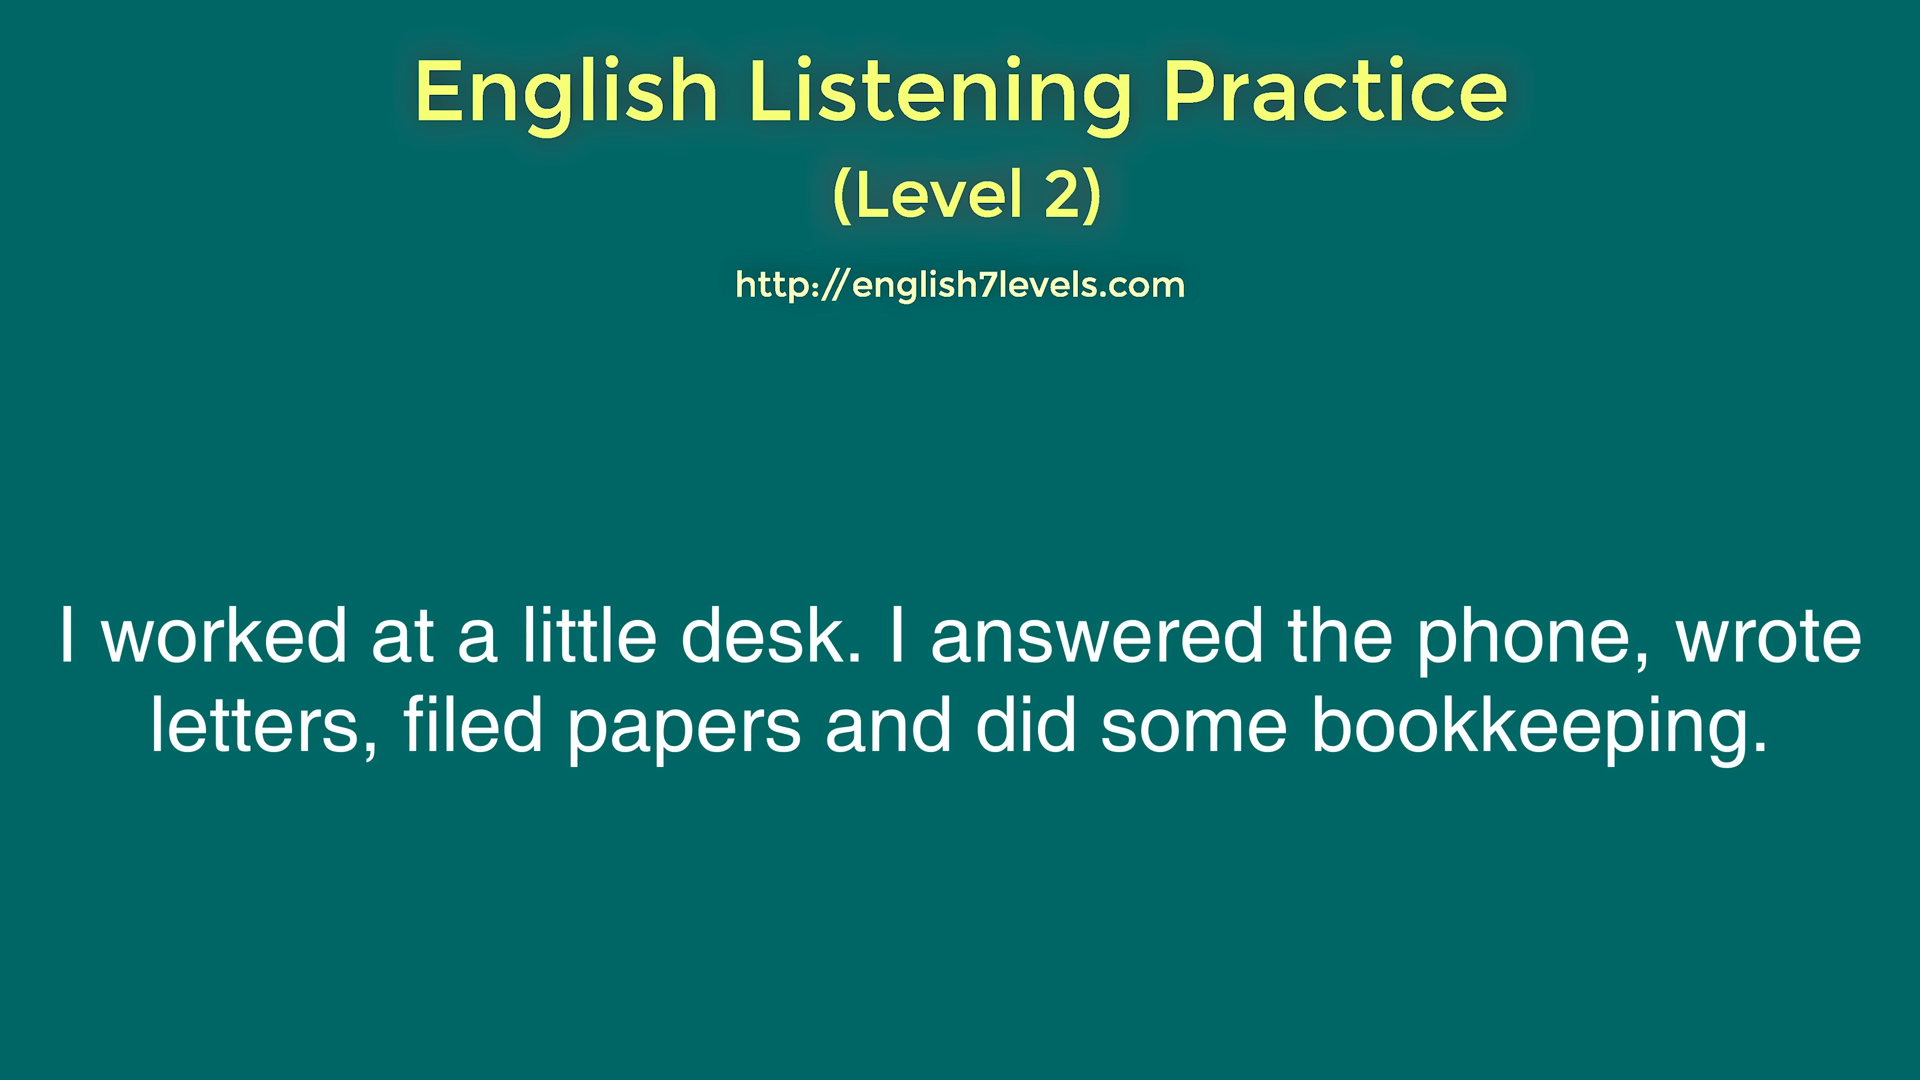 English Listening Practice
(Level 2)
http://english7levels.com
I worked at a little desk. I answered the phone, wrote
letters, filed papers and did some bookkeeping.